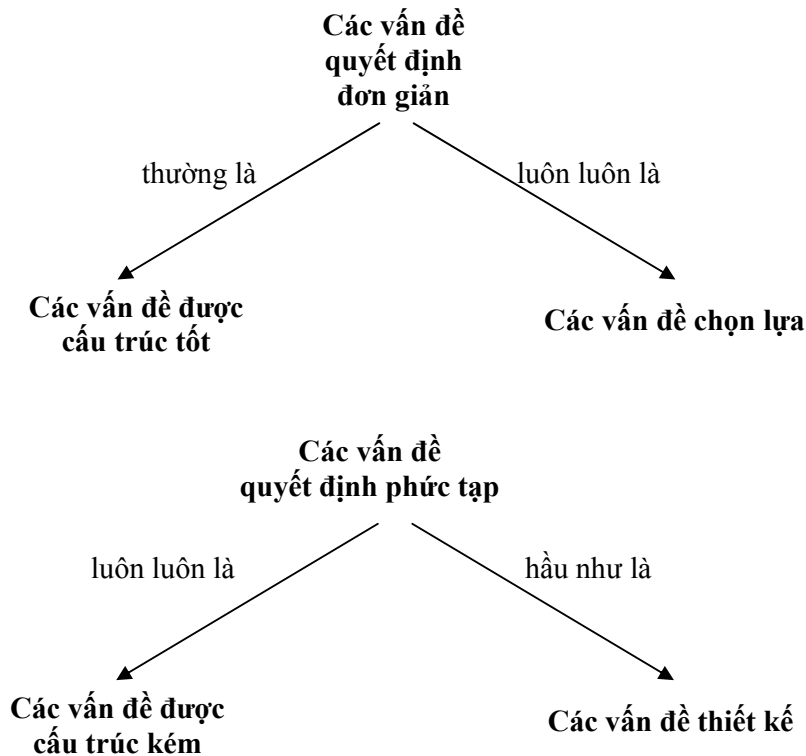 Các vấn đề
quyết định
đơn giản
thường là
luôn luôn là
Các vấn đề được
cấu trúc tốt
Các vấn đề chọn lựa
Các vấn đề
quyết định phức tạp
luôn luôn là
hầu như là
Các vấn đề được
cấu trúc kém
Các vấn đề thiết kế